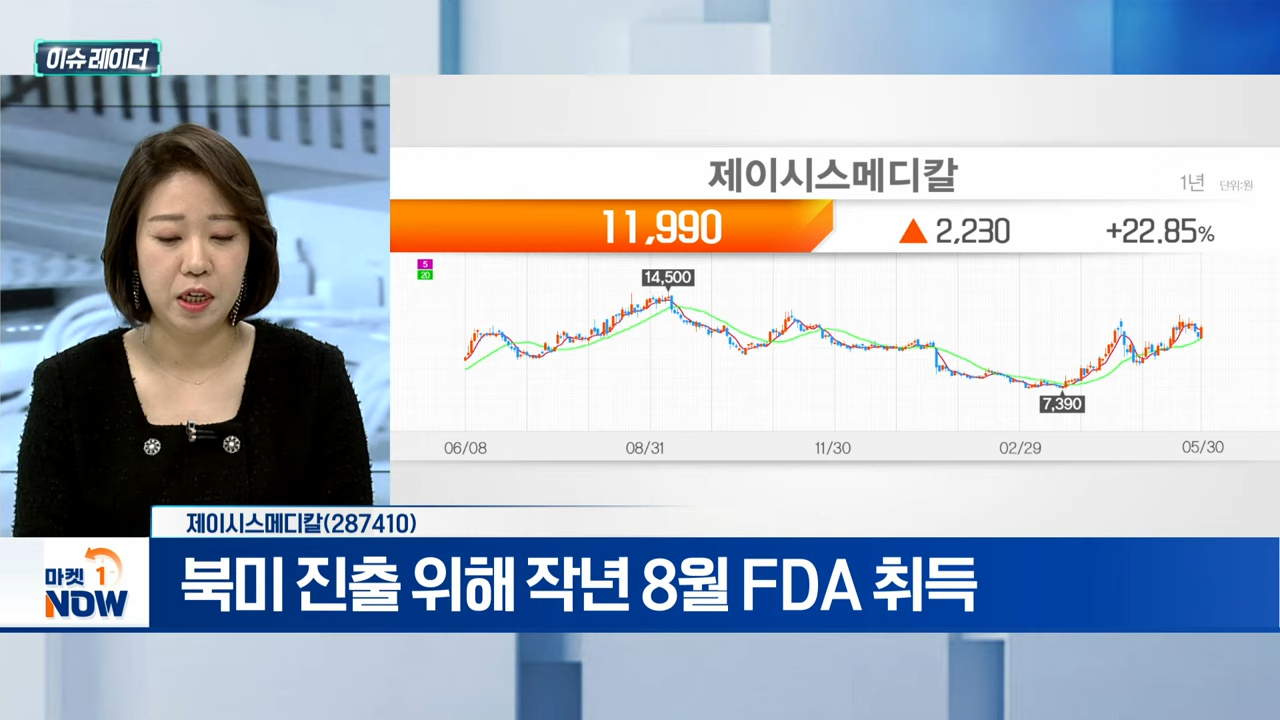 이슈 레이더
제이시스메디칼
1년 단위:원
11,990 ▲ 2,230 +22.85%
5
20
14,500
7,390
06/08 08/31 11/30 02/29 05/30
제이시스메디칼(287410)
마켓 1
NOW
북미 진출 위해 작년 8월 FDA 취득